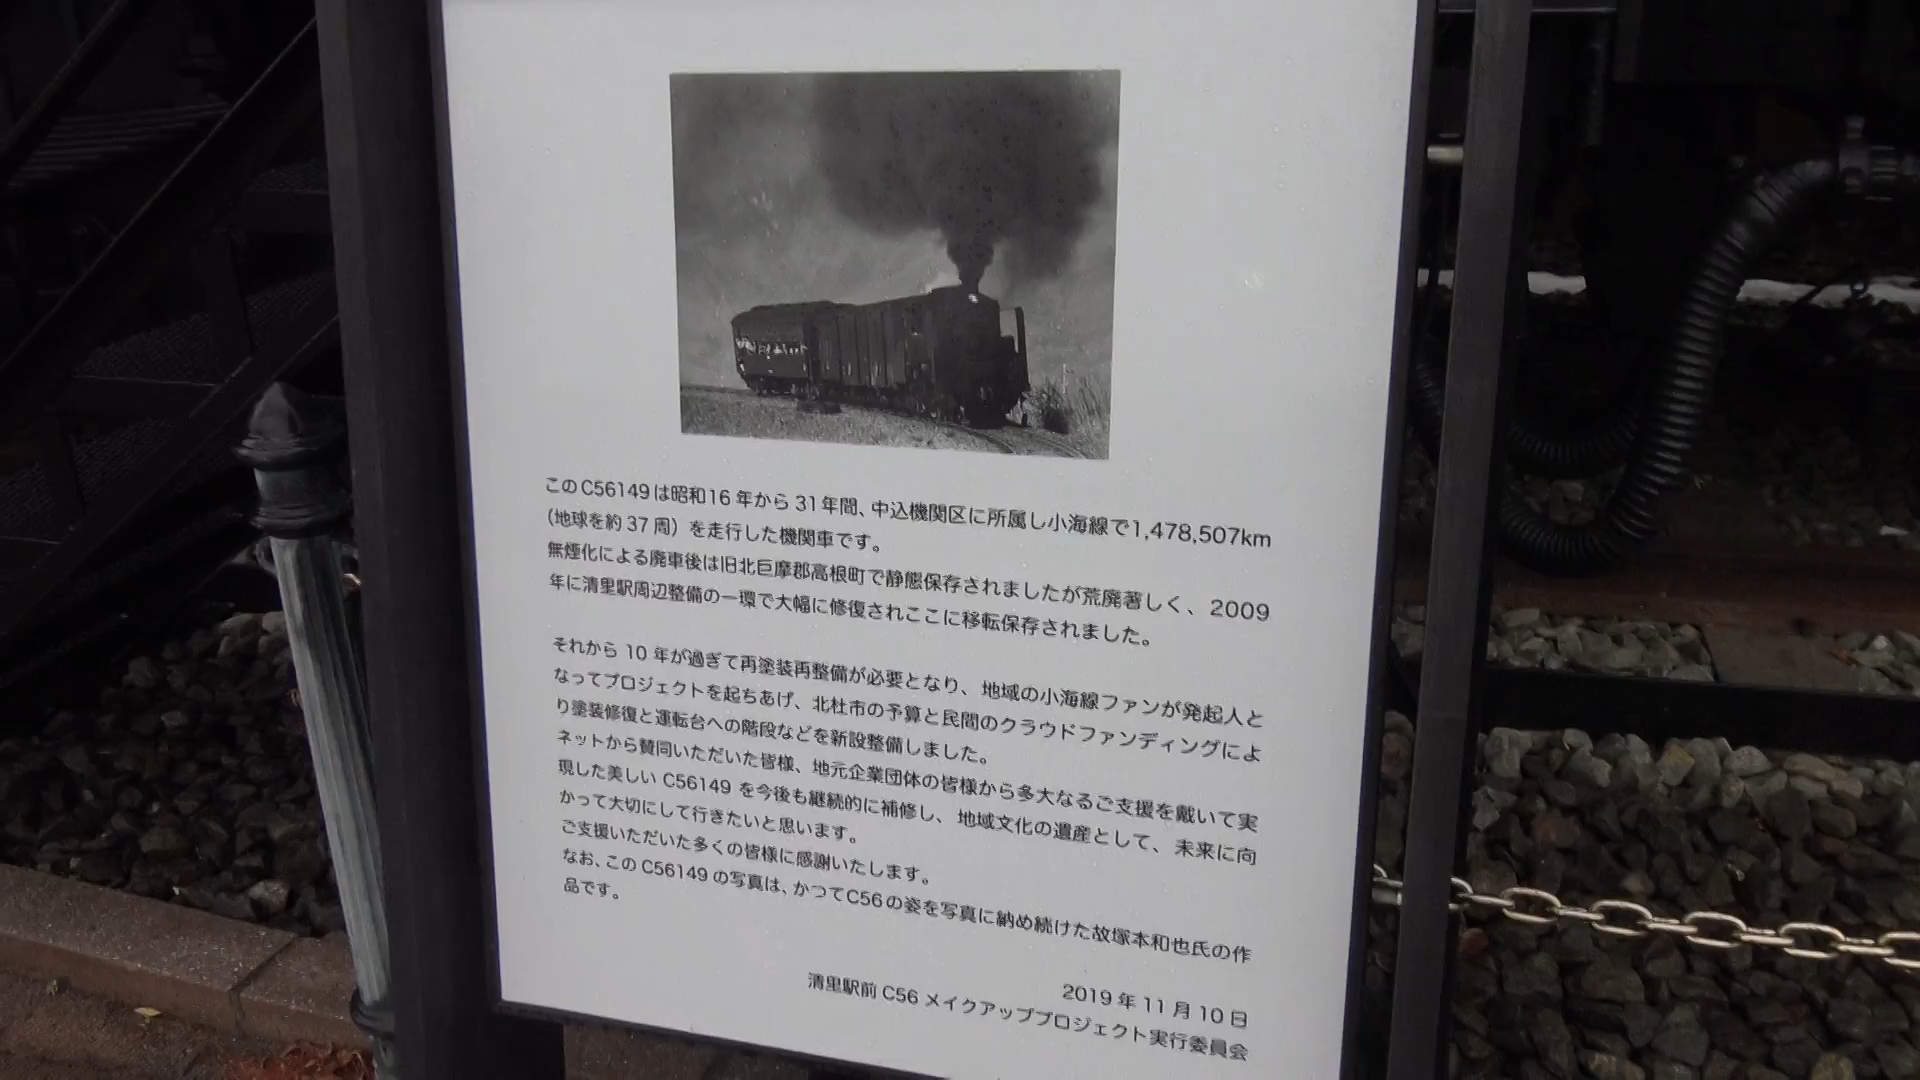 このC56149は昭和16年から31年間、中込機関区に所属し小海線で1,478,507km
（地球を約37周）を走行した機関車です。
無煙化による廃車後は旧北巨摩郡高根町で静態保存されましたが荒廃著しく、2009
年に清里駅周辺整備の一環で大幅に修復されここに移転保存されました。
それから10年が過ぎて再塗装再整備が必要となり、地域の小海線ファンが発起人と
なってプロジェクトを起ちあげ、北杜市の予算と民間のクラウドファンディングによ
り塗装修復と運転台への階段などを新設整備しました。
ネットから賛同いただいた皆様、地元企業団体の皆様から多大なるご支援を戴いて実
現した美しいC56149を今後も継続的に補修し、地域文化の遺産として、未来に向
かって大切にして行きたいと思います。
ご支援いただいた多くの皆様に感謝いたします。
なお、このC56149の写真は、かつてC56の姿を写真に納め続けた故塚本和也氏の作
品です。
2019年11月10日
清里駅前C56メイクアッププロジェクト実行委員会